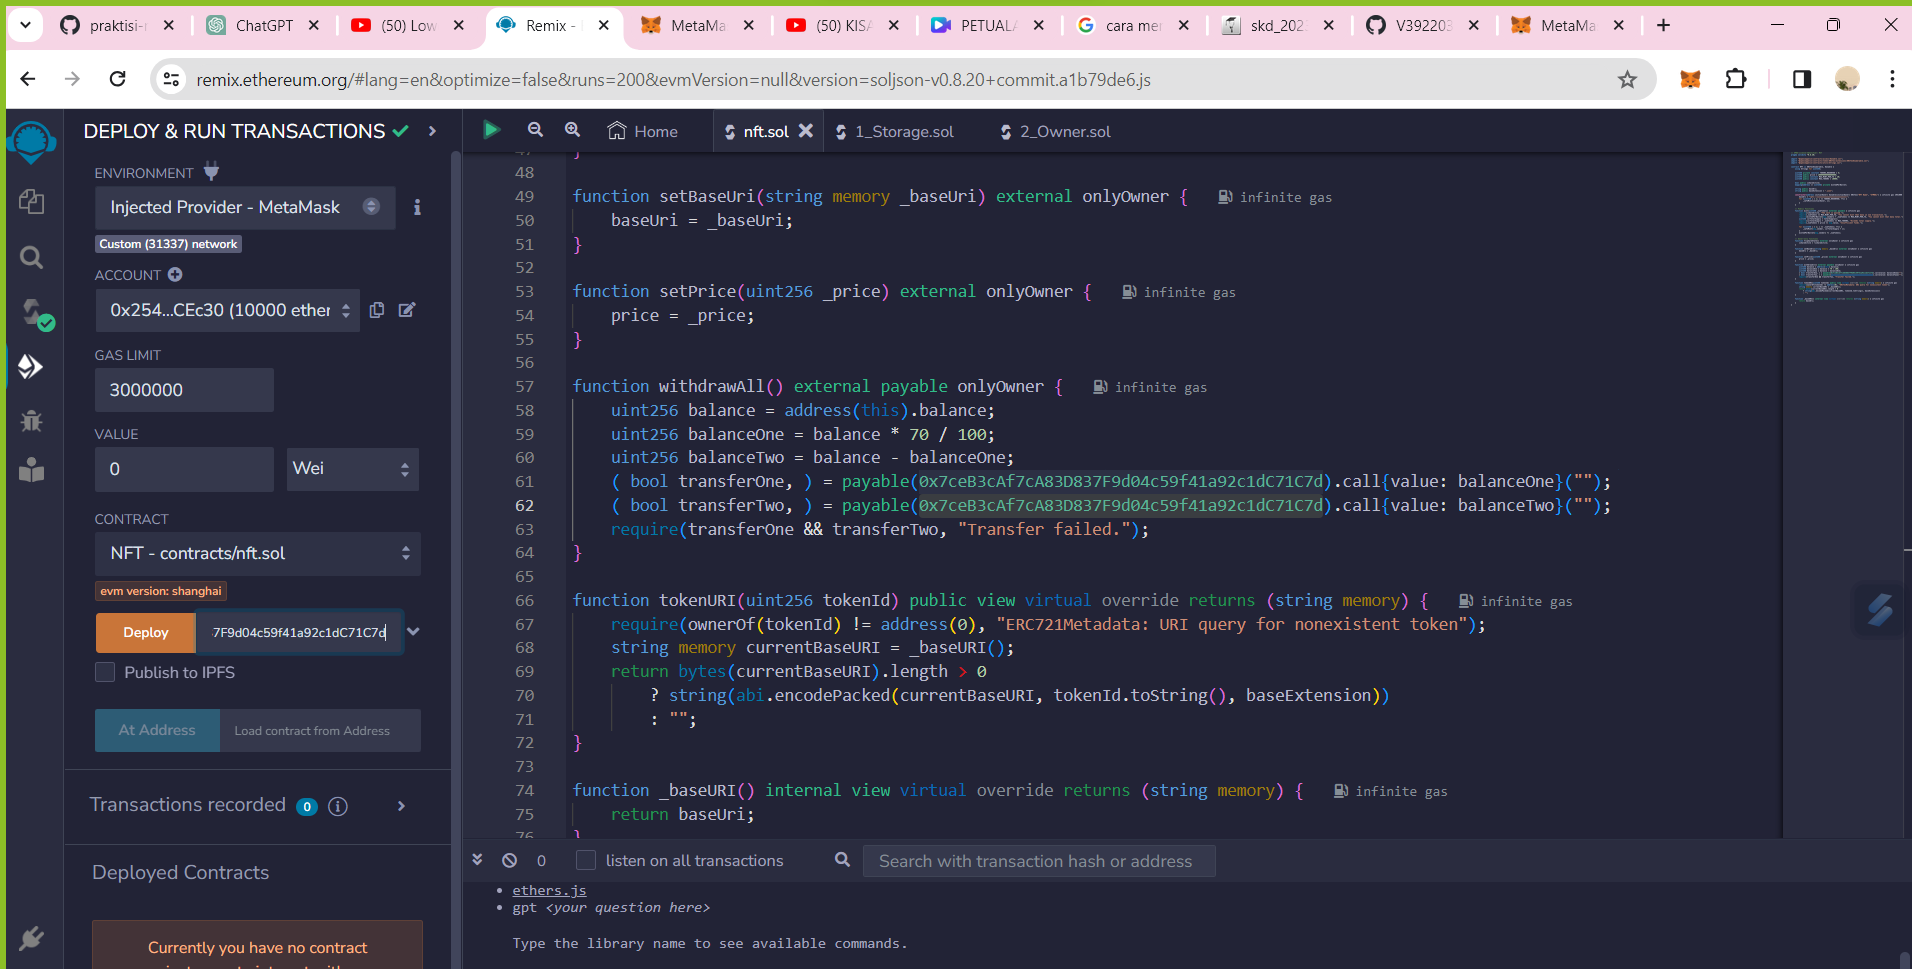 praktisi-r
ChatGPT
(50) Low
Remix -
MetaMa
(50) KISA
PETUALA
cara mer
skd_202
V392203
MetaMa
remix.ethereum.org/#lang=en&optimize=false&runs=200&evmVersion=null&version=soljson-v0.8.20+commit.a1b79de6.js
DEPLOY & RUN TRANSACTIONS
ENVIRONMENT
Injected Provider - MetaMask
Custom (31337) network
ACCOUNT
0x254...CEc30 (10000 ether
GAS LIMIT
3000000
VALUE
0
Wei
CONTRACT
NFT - contracts/nft.sol
evm version: shanghai
Deploy
7F9d04c59f41a92c1dC71C7d
Publish to IPFS
At Address
Load contract from Address
Transactions recorded 0 i
Deployed Contracts
Currently you have no contract
Home
nft.sol
1_Storage.sol
2_Owner.sol
47 }
48
49 function setBaseUri(string memory _baseUri) external onlyOwner { infinite gas
50 baseUri = _baseUri;
51 }
52
53 function setPrice(uint256 _price) external onlyOwner { infinite gas
54 price = _price;
55 }
56
57 function withdrawAll() external payable onlyOwner { infinite gas
58 uint256 balance = address(this).balance;
59 uint256 balanceOne = balance * 70 / 100;
60 uint256 balanceTwo = balance - balanceOne;
61 ( bool transferOne, ) = payable(0x7ceB3cAf7cA83D837F9d04c59f41a92c1dC71C7d).call{value: balanceOne}("");
62 ( bool transferTwo, ) = payable(0x7ceB3cAf7cA83D837F9d04c59f41a92c1dC71C7d).call{value: balanceTwo}("");
63 require(transferOne && transferTwo, "Transfer failed.");
64 }
65
66 function tokenURI(uint256 tokenId) public view virtual override returns (string memory) { infinite gas
67 require(ownerOf(tokenId) != address(0), "ERC721Metadata: URI query for nonexistent token");
68 string memory currentBaseURI = _baseURI();
69 return bytes(currentBaseURI).length > 0
70 ? string(abi.encodePacked(currentBaseURI, tokenId.toString(), baseExtension))
71 : "";
72 }
73
74 function _baseURI() internal view virtual override returns (string memory) { infinite gas
75 return baseUri;
76 }
0
listen on all transactions
Search with transaction hash or address
• ethers.js
• gpt <your question here>
Type the library name to see available commands.